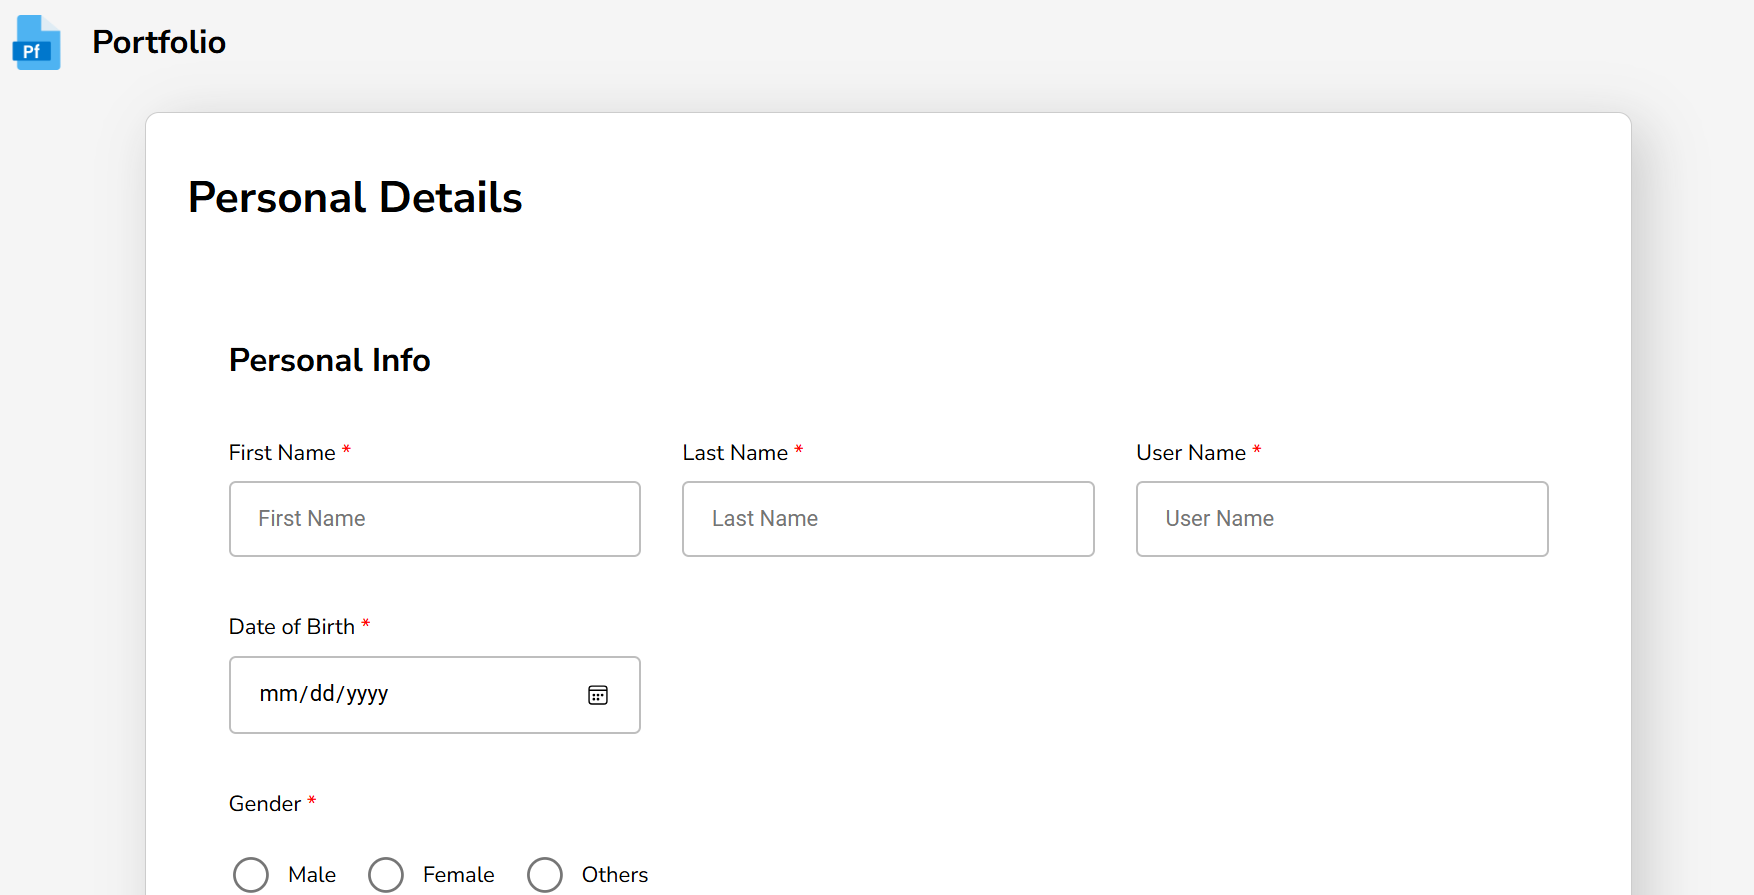 Pf
Portfolio
Personal Details
Personal Info
First Name * Last Name * User Name *
First Name Last Name User Name
Date of Birth *
mm/dd/yyyy
Gender *
Male Female Others